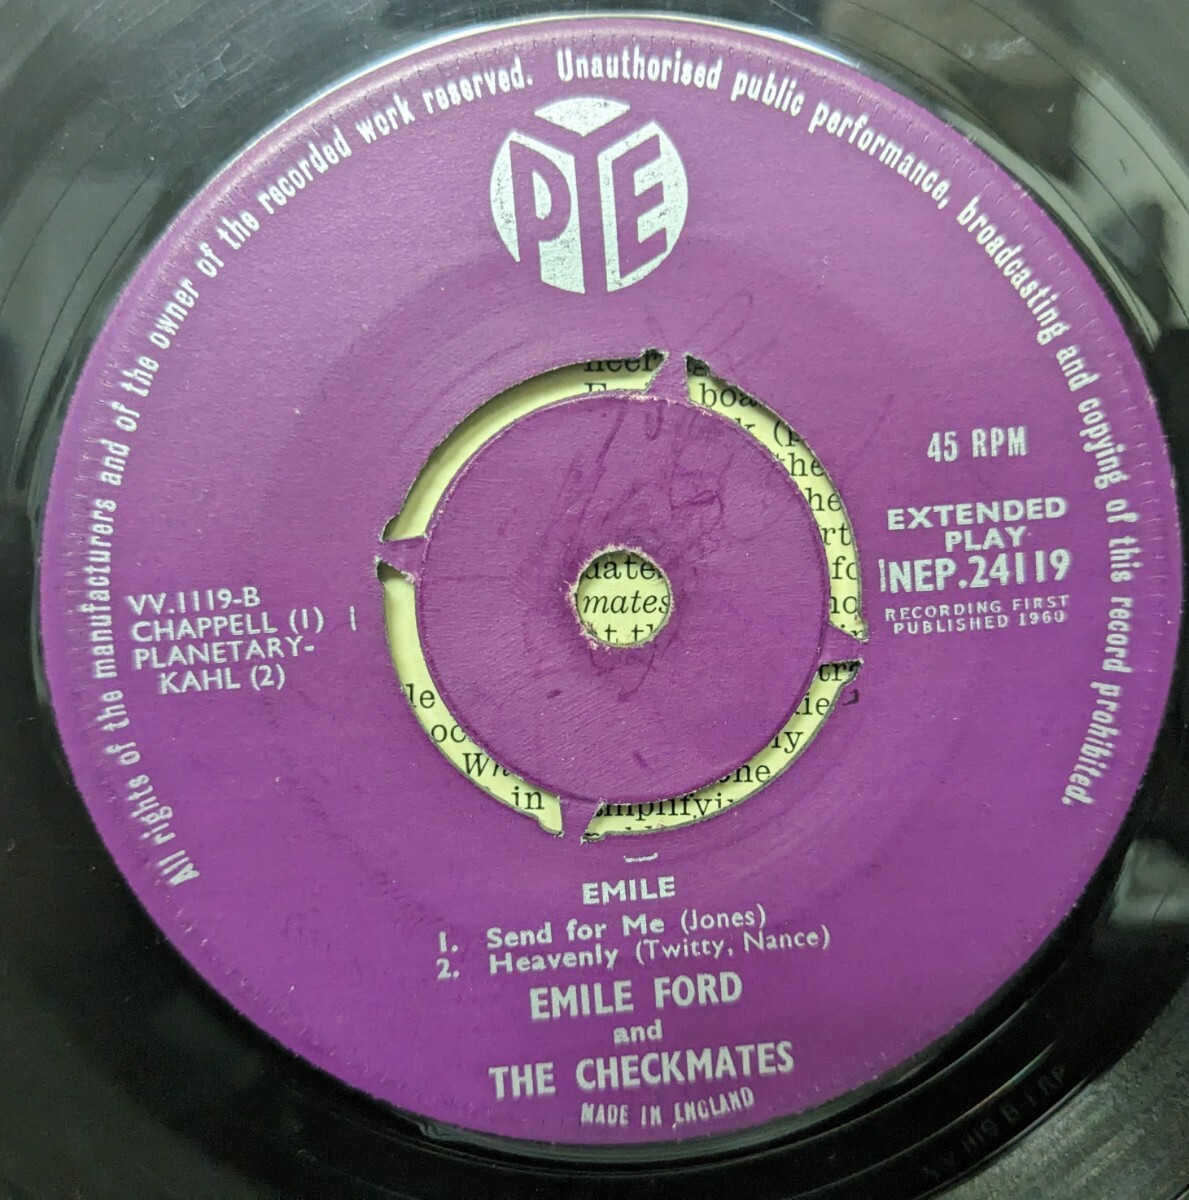 All rights of the manufacturers and of the owner of the recorded work reserved. Unauthorised public performance, broadcasting and copying of this record prohibited.
PYE
45 RPM
EXTENDED
PLAY
NEP.24119
RECORDING FIRST
PUBLISHED 1960
VV.1119-B
CHAPPELL (1)
PLANETARY-
KAHL (2)
mates
in
EMILE
1. Send for Me (Jones)
2. Heavenly (Twitty, Nance)
EMILE FORD
and
THE CHECKMATES
MADE IN ENGLAND